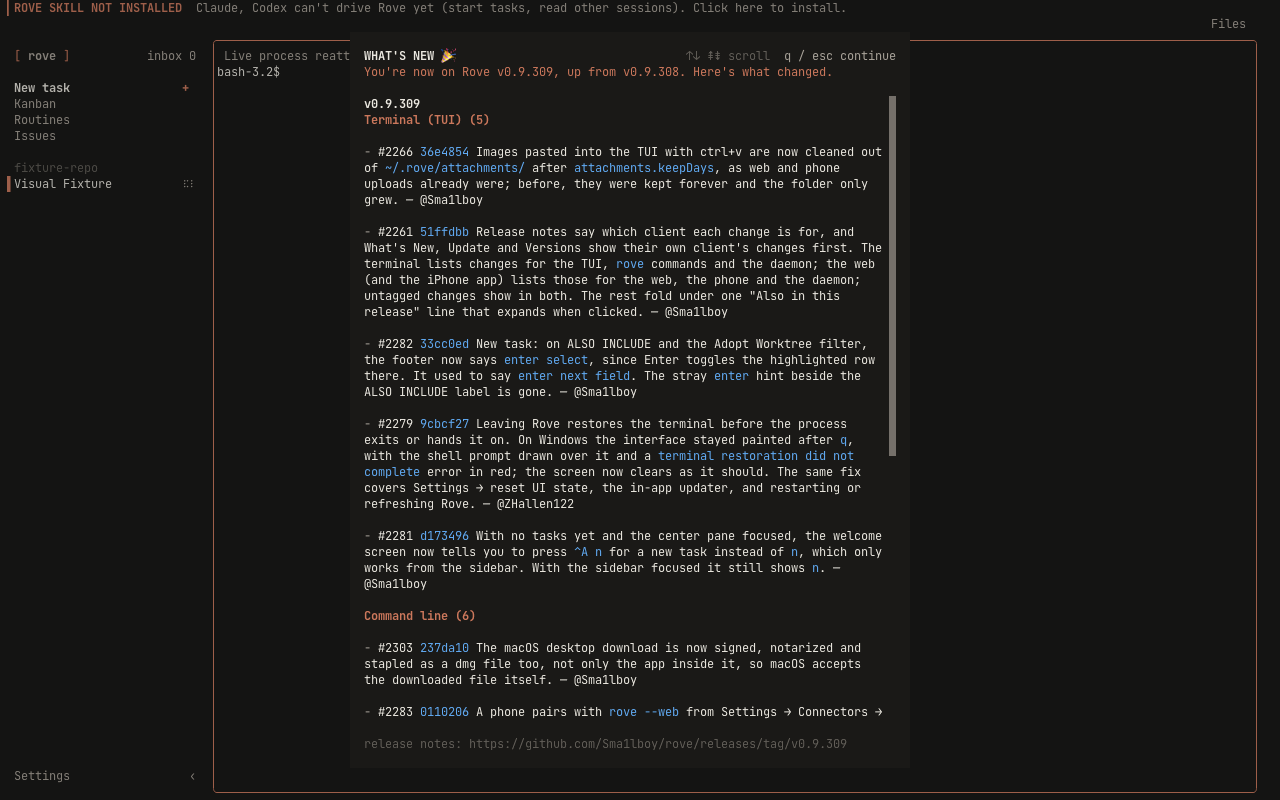 ROVE SKILL NOT INSTALLED  Claude, Codex can't drive Rove yet (start tasks, read other sessions). Click here to install.
Files
[ rove ]  inbox 0
New task  +
Kanban
Routines
Issues
fixture-repo
Visual Fixture
Settings  ‹
Live process reatt
bash-3.2$
WHAT'S NEW 🎉  ↑↓ ⇞⇟ scroll  q / esc continue
You're now on Rove v0.9.309, up from v0.9.308. Here's what changed.
v0.9.309
Terminal (TUI) (5)
- #2266 36e4854 Images pasted into the TUI with ctrl+v are now cleaned out
of ~/.rove/attachments/ after attachments.keepDays, as web and phone
uploads already were; before, they were kept forever and the folder only
grew. — @Sma1lboy
- #2261 51ffdbb Release notes say which client each change is for, and
What's New, Update and Versions show their own client's changes first. The
terminal lists changes for the TUI, rove commands and the daemon; the web
(and the iPhone app) lists those for the web, the phone and the daemon;
untagged changes show in both. The rest fold under one "Also in this
release" line that expands when clicked. — @Sma1lboy
- #2282 33cc0ed New task: on ALSO INCLUDE and the Adopt Worktree filter,
the footer now says enter select, since Enter toggles the highlighted row
there. It used to say enter next field. The stray enter hint beside the
ALSO INCLUDE label is gone. — @Sma1lboy
- #2279 9cbcf27 Leaving Rove restores the terminal before the process
exits or hands it on. On Windows the interface stayed painted after q,
with the shell prompt drawn over it and a terminal restoration did not
complete error in red; the screen now clears as it should. The same fix
covers Settings → reset UI state, the in-app updater, and restarting or
refreshing Rove. — @ZHallen122
- #2281 d173496 With no tasks yet and the center pane focused, the welcome
screen now tells you to press ^A n for a new task instead of n, which only
works from the sidebar. With the sidebar focused it still shows n. —
@Sma1lboy
Command line (6)
- #2303 237da10 The macOS desktop download is now signed, notarized and
stapled as a dmg file too, not only the app inside it, so macOS accepts
the downloaded file itself. — @Sma1lboy
- #2283 0110206 A phone pairs with rove --web from Settings → Connectors →
release notes: https://github.com/Sma1lboy/rove/releases/tag/v0.9.309